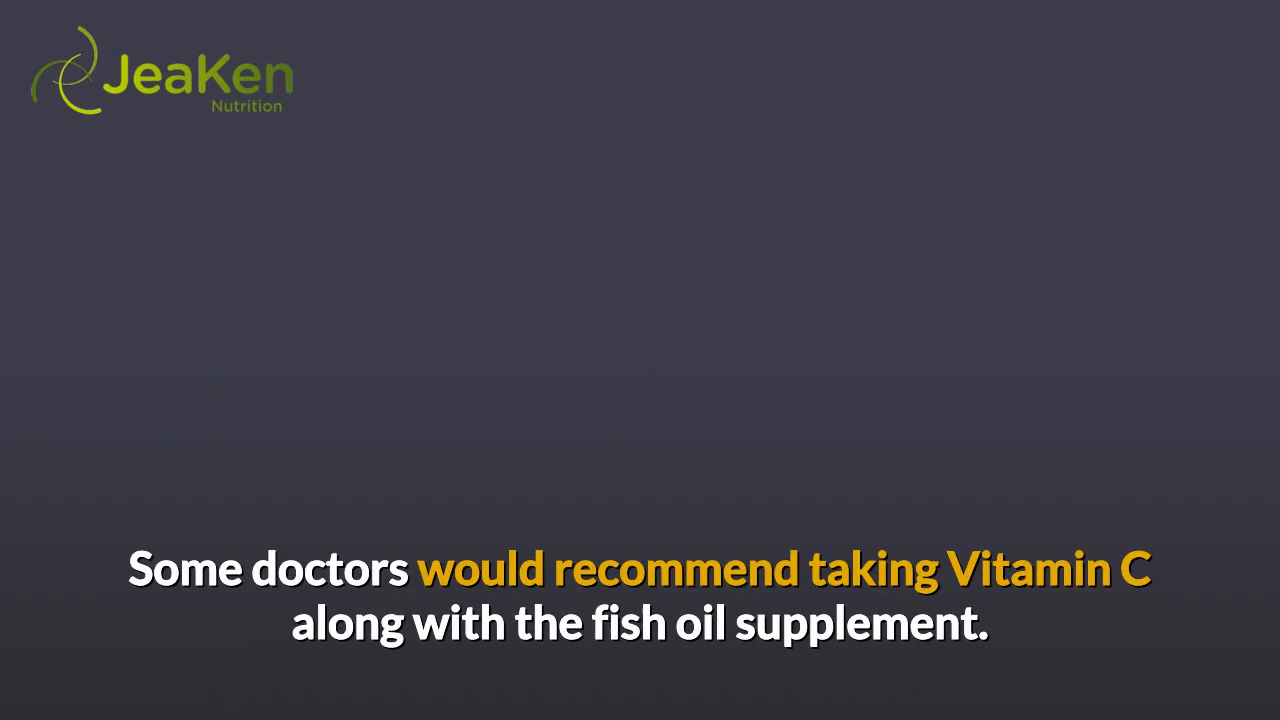 JeaKen
Nutrition
Some doctors would recommend taking Vitamin C
along with the fish oil supplement.